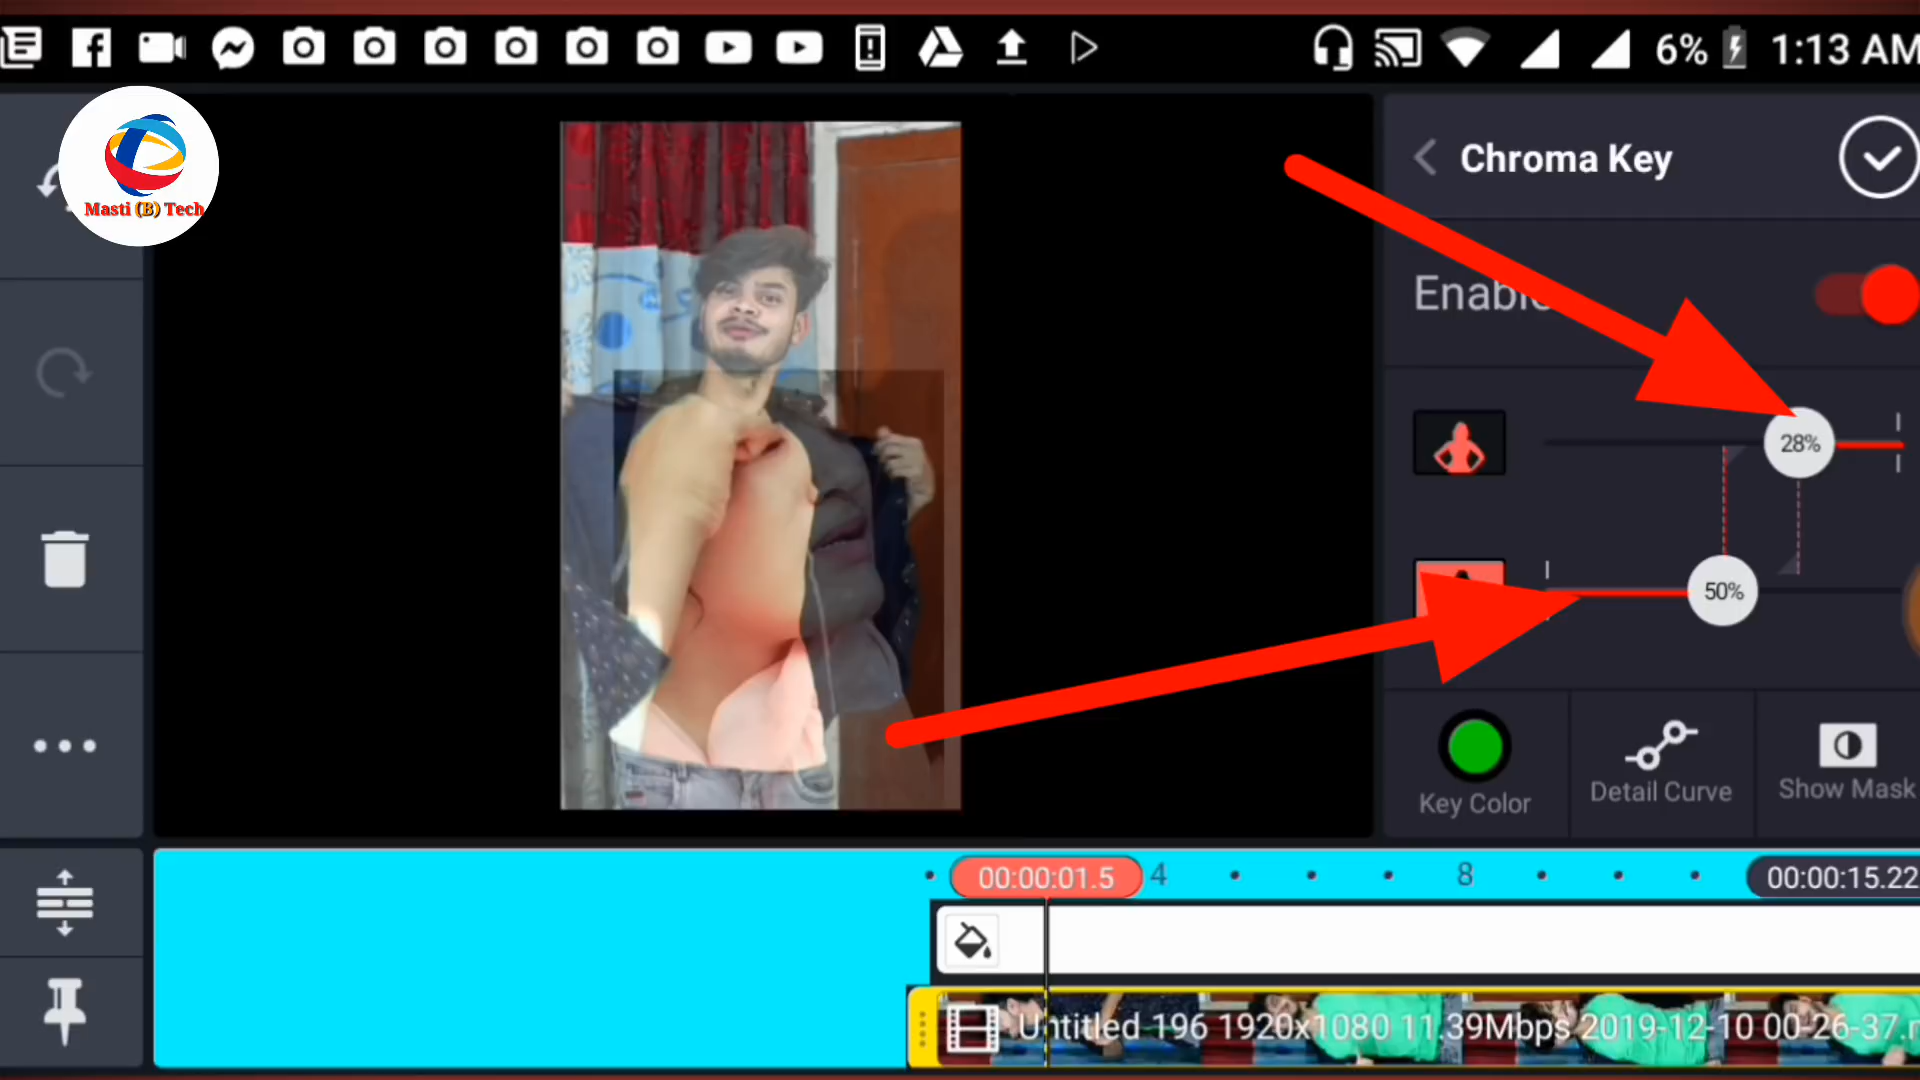 6% 1:13 AM
Masti (B) Tech
Chroma Key
Enable
28%
50%
Key Color
Detail Curve
Show Mask
00:00:01.5
4
8
00:00:15.22
Untitled 196 1920x1080 11.39Mbps 2019-12-10 00-26-37.